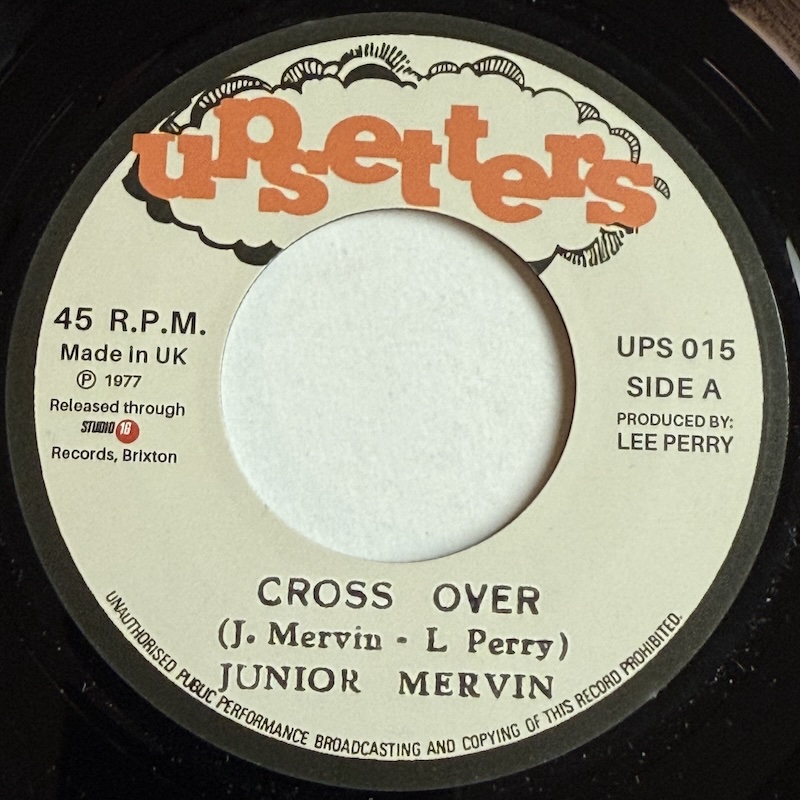 upsetters
45 R.P.M.
Made in UK
Ⓟ 1977
Released through
STUDIO 16
Records, Brixton
UPS 015
SIDE A
PRODUCED BY:
LEE PERRY
CROSS OVER
(J. Mervin - L Perry)
JUNIOR MERVIN
UNAUTHORISED PUBLIC PERFORMANCE BROADCASTING AND COPYING OF THIS RECORD PROHIBITED.